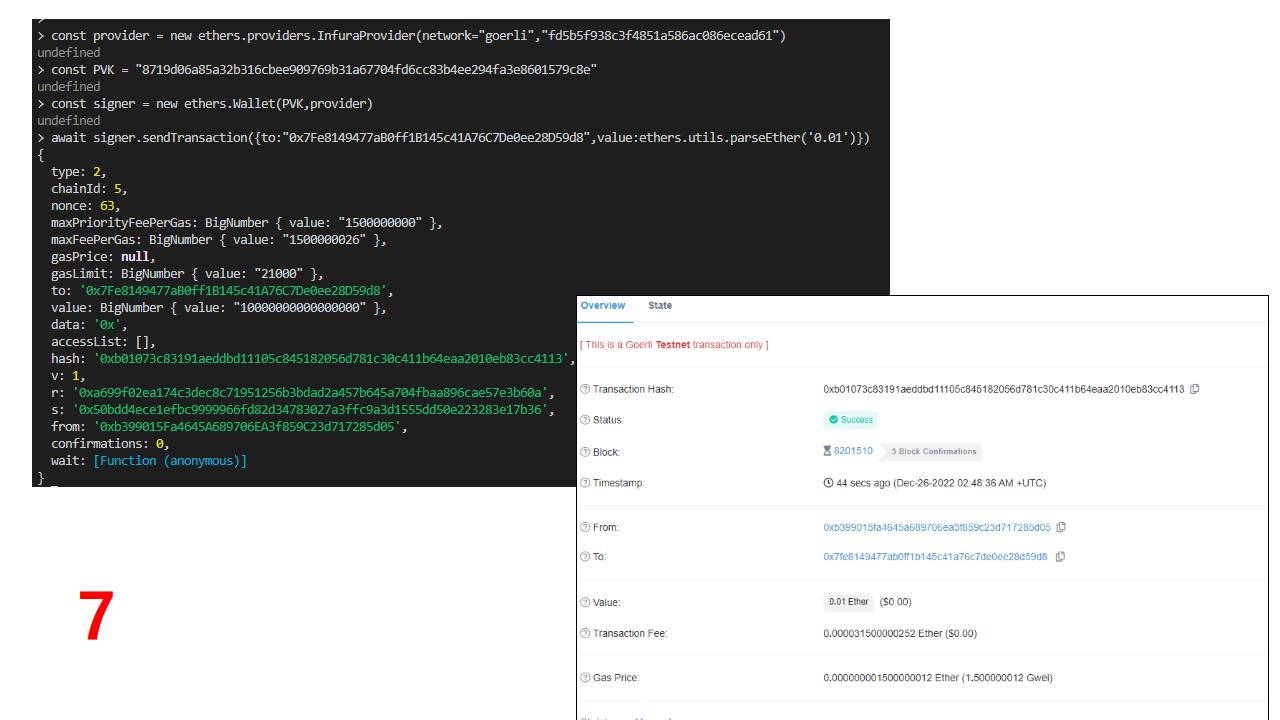 > const provider = new ethers.providers.InfuraProvider(network="goerli","fd5b5f938c3f4851a586ac086ecead61")
undefined
> const PVK = "8719d06a85a32b316cbee909769b31a67704fd6cc83b4ee294fa3e8601579c8e"
undefined
> const signer = new ethers.Wallet(PVK,provider)
undefined
> await signer.sendTransaction({to:"0x7Fe8149477aB0ff1B145c41A76C7De0ee28D59d8",value:ethers.utils.parseEther('0.01')})
{
type: 2,
chainId: 5,
nonce: 63,
maxPriorityFeePerGas: BigNumber { value: "1500000000" },
maxFeePerGas: BigNumber { value: "1500000026" },
gasPrice: null,
gasLimit: BigNumber { value: "21000" },
to: '0x7Fe8149477aB0ff1B145c41A76C7De0ee28D59d8',
value: BigNumber { value: "10000000000000000" },
data: '0x',
accessList: [],
hash: '0xb01073c83191aeddbd11105c845182056d781c30c411b64eaa2010eb83cc4113',
v: 1,
r: '0xa699f02ea174c3dec8c71951256b3bdad2a457b645a704fbaa896cae57e3b60a',
s: '0x50bdd4ece1efbc9999966fd82d34783027a3ffc9a3d1555dd50e223283e17b36',
from: '0xb399015Fa4645A689706EA3f859C23d717285d05',
confirmations: 0,
wait: [Function (anonymous)]
}
Overview State
[ This is a Goerli Testnet transaction only ]
Transaction Hash: 0xb01073c83191aeddbd11105c845182056d781c30c411b64eaa2010eb83cc4113
Status: Success
Block: 8201510 3 Block Confirmations
Timestamp: 44 secs ago (Dec-26-2022 02:48:36 AM +UTC)
From: 0xb399015fa4645a689706ea3f859c23d717285d05
To: 0x7fe8149477ab0ff1b145c41a76c7de0ee28d59d8
Value: 0.01 Ether ($0.00)
Transaction Fee: 0.000031500000252 Ether ($0.00)
Gas Price: 0.000000001500000012 Ether (1.500000012 Gwei)
7